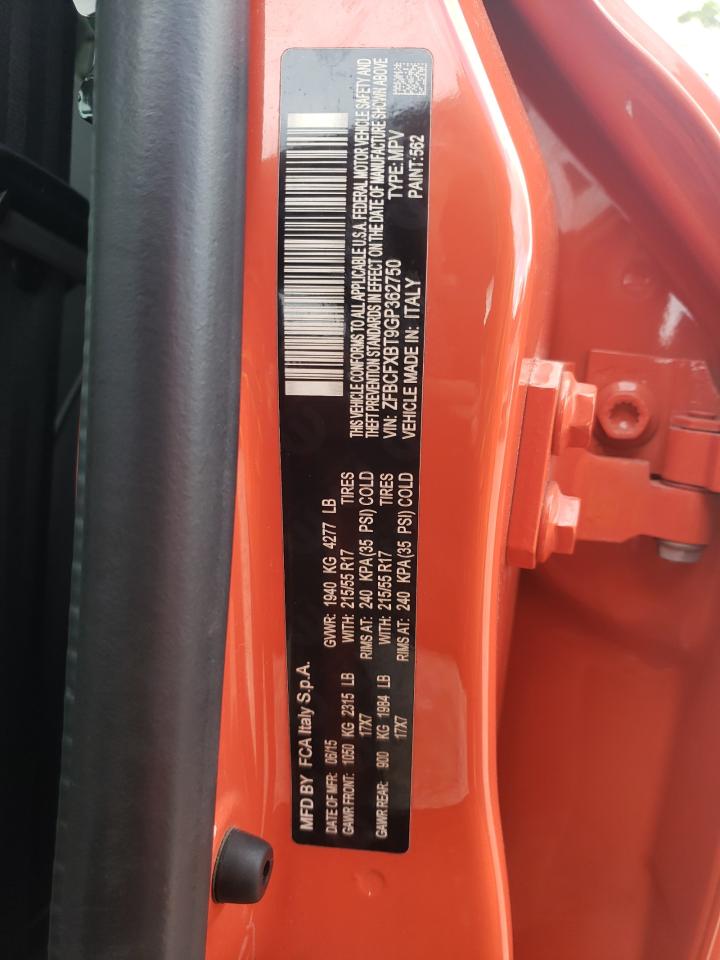 MFD BY FCA Italy S.p.A.
DATE OF MFR: 06/15 GVWR: 1940 KG 4277 LB
GAWR FRONT: 1050 KG 2315 LB WITH: 215/55 R17 TIRES
17X7 RIMS AT: 240 KPA(35 PSI) COLD
GAWR REAR: 900 KG 1984 LB WITH: 215/55 R17 TIRES
17X7 RIMS AT: 240 KPA(35 PSI) COLD
THIS VEHICLE CONFORMS TO ALL APPLICABLE U.S.A. FEDERAL MOTOR VEHICLE SAFETY AND
THEFT PREVENTION STANDARDS IN EFFECT ON THE DATE OF MANUFACTURE SHOWN ABOVE
VIN: ZFBCFXBT9GP362750 TYPE: MPV
VEHICLE MADE IN: ITALY PAINT:562